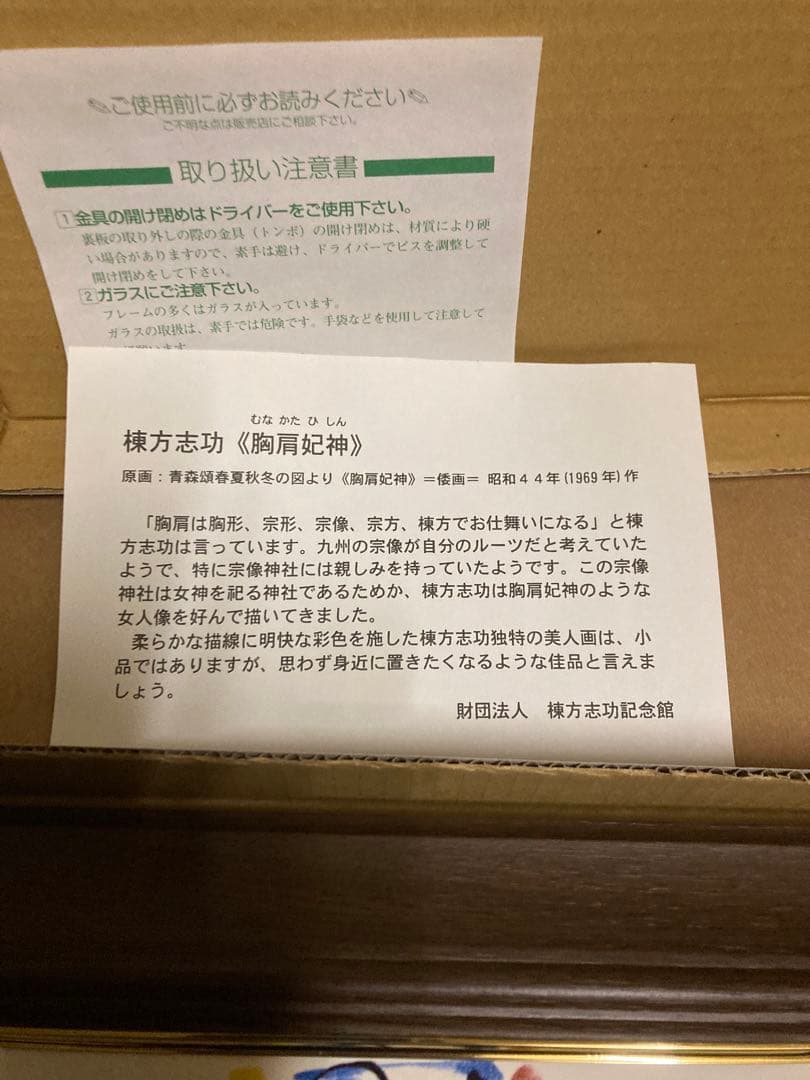 ご使用前に必ずお読みください
ご不明な点は販売店にご相談下さい。
取り扱い注意書
1 金具の開け閉めはドライバーをご使用下さい。
裏板の取り外しの際の金具（トンボ）の開け閉めは、材質により硬
い場合がありますので、素手は避け、ドライバーでビスを調整して
開け閉めをして下さい。
2 ガラスにご注意下さい。
フレームの多くはガラスが入っています。
ガラスの取扱は、素手では危険です。手袋などを使用して注意して
むな かた ひ しん
棟方志功《胸肩妃神》
原画：青森頌春夏秋冬の図より《胸肩妃神》＝倭画＝ 昭和４４年(1969年)作
「胸肩は胸形、宗形、宗像、宗方、棟方でお仕舞いになる」と棟
方志功は言っています。九州の宗像が自分のルーツだと考えていた
ようで、特に宗像神社には親しみを持っていたようです。この宗像
神社は女神を祀る神社であるためか、棟方志功は胸肩妃神のような
女人像を好んで描いてきました。
柔らかな描線に明快な彩色を施した棟方志功独特の美人画は、小
品ではありますが、思わず身近に置きたくなるような佳品と言えま
しょう。
財団法人　棟方志功記念館